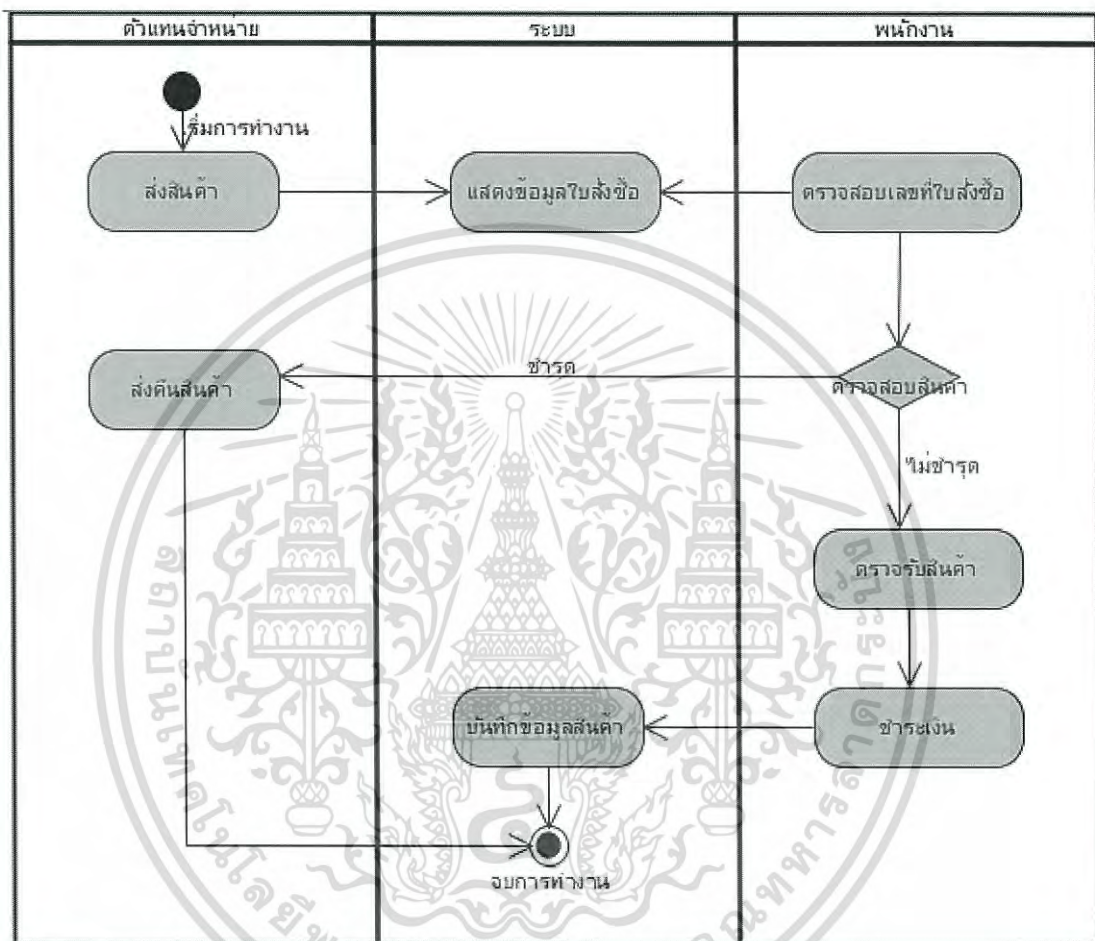 ตัวแทนจำหน่าย
ระบบ
พนักงาน
เริ่มการทำงาน
ส่งสินค้า
แสดงข้อมูลใบสั่งซื้อ
ตรวจสอบเลขที่ใบสั่งซื้อ
ส่งคืนสินค้า
ชำรุด
ตรวจสอบสินค้า
ไม่ชำรุด
ตรวจรับสินค้า
บันทึกข้อมูลสินค้า
ชำระเงิน
จบการทำงาน